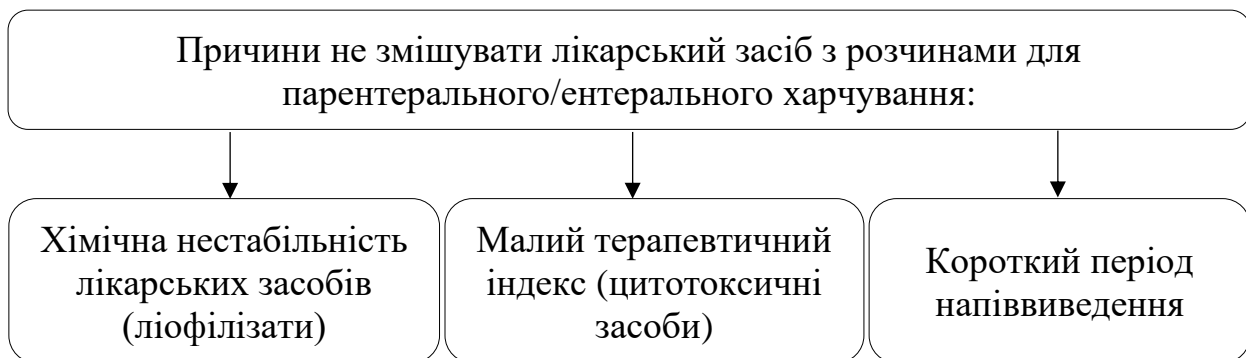 Причини не змішувати лікарський засіб з розчинами для
парентерального/ентерального харчування:
Хімічна нестабільність
лікарських засобів
(ліофілізати)
Малий терапевтичний
індекс (цитотоксичні
засоби)
Короткий період
напіввиведення